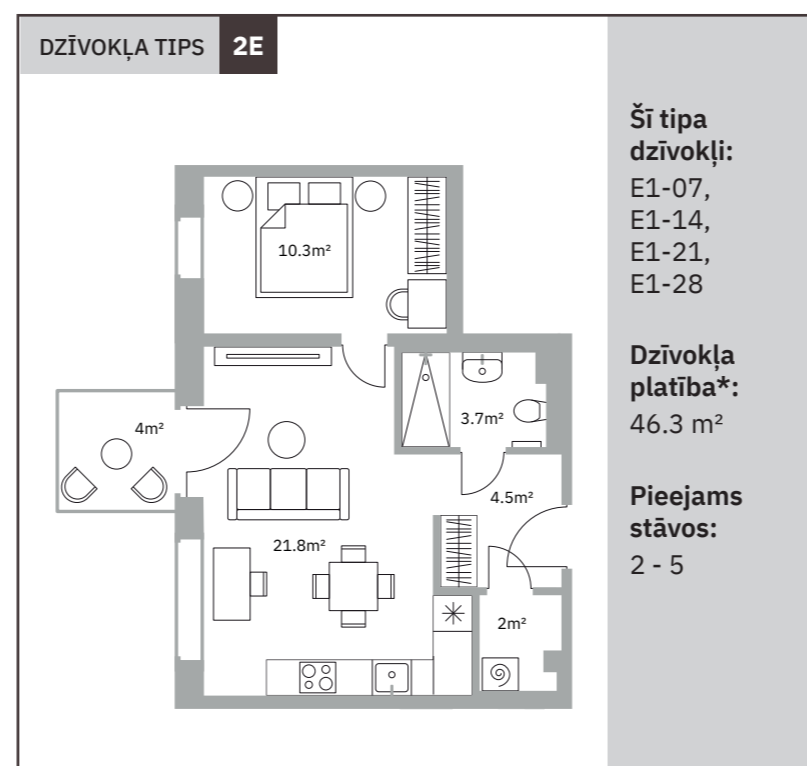 DZĪVOKĻA TIPS 2E
Šī tipa
dzīvokļi:
E1-07,
E1-14,
E1-21,
E1-28
Dzīvokļa
platība*:
46.3 m²
Pieejams
stāvos:
2 - 5
10.3m²
3.7m²
4m²
4.5m²
21.8m²
2m²